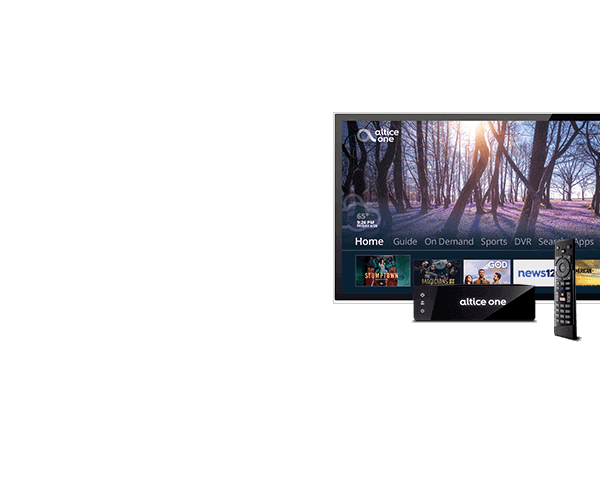 altice
one
65°
9:26 PM
Home Guide On Demand Sports DVR Search Apps
STUMPTOWN
MAGICIANS
GOD
news12
AMERICAN
altice one